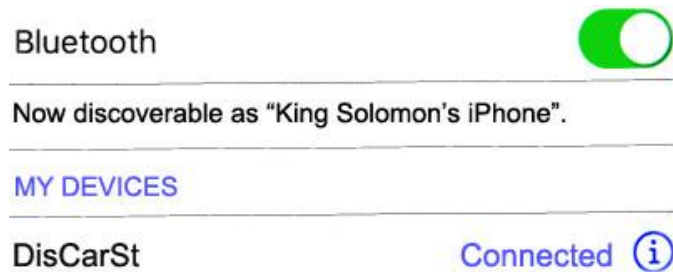 Bluetooth
Now discoverable as “King Solomon’s iPhone”.
MY DEVICES
DisCarSt Connected